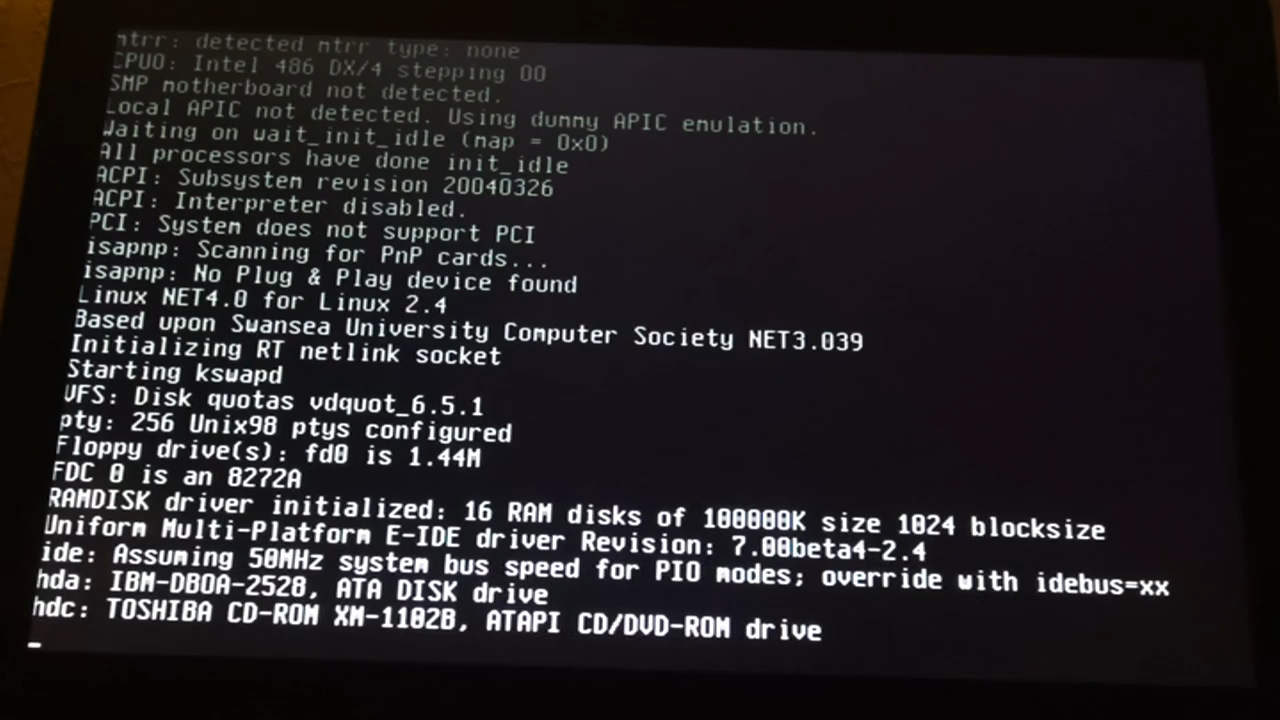 mtrr: detected mtrr type: none
CPU0: Intel 486 DX/4 stepping 00
SMP motherboard not detected.
Local APIC not detected. Using dummy APIC emulation.
Waiting on wait_init_idle (map = 0x0)
All processors have done init_idle
ACPI: Subsystem revision 20040326
ACPI: Interpreter disabled.
PCI: System does not support PCI
isapnp: Scanning for PnP cards...
isapnp: No Plug & Play device found
Linux NET4.0 for Linux 2.4
Based upon Swansea University Computer Society NET3.039
Initializing RT netlink socket
Starting kswapd
VFS: Disk quotas vdquot_6.5.1
pty: 256 Unix98 ptys configured
Floppy drive(s): fd0 is 1.44M
FDC 0 is an 8272A
RAMDISK driver initialized: 16 RAM disks of 100000K size 1024 blocksize
Uniform Multi-Platform E-IDE driver Revision: 7.00beta4-2.4
ide: Assuming 50MHz system bus speed for PIO modes; override with idebus=xx
hda: IBM-DBOA-2528, ATA DISK drive
hdc: TOSHIBA CD-ROM XM-1102B, ATAPI CD/DVD-ROM drive
_